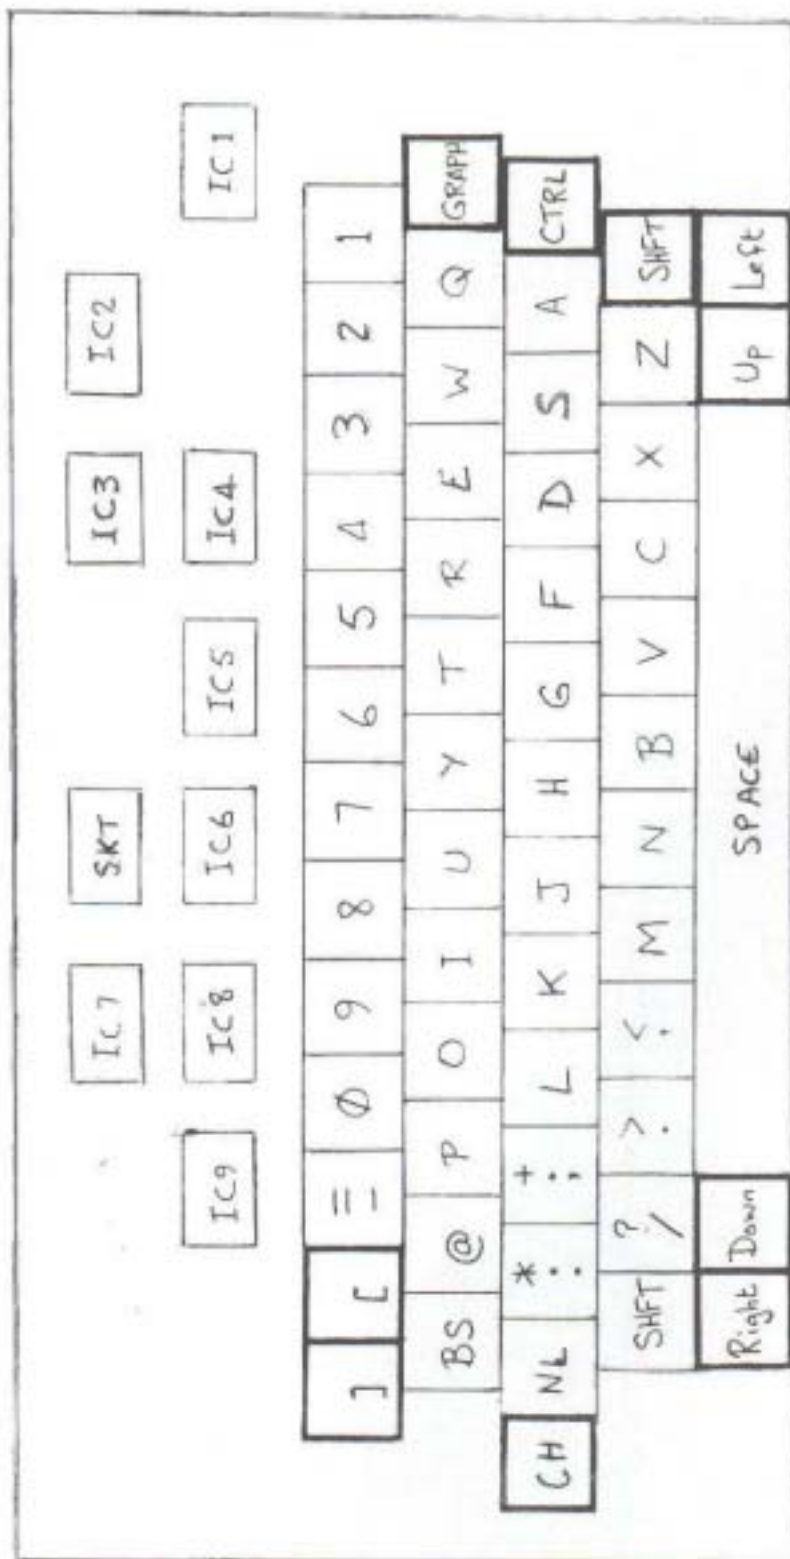 IC7 SKT IC3 IC2
IC9 IC8 IC6 IC5 IC4 IC1
] [ = Ø 9 8 7 6 5 4 3 2 1
BS @ P O I U Y T R E W Q GRAPH
CH NL *: +; L K J H G F D S A CTRL
SHFT ?/ >. <. M N B V C X Z SHFT
Right Down SPACE Up Left